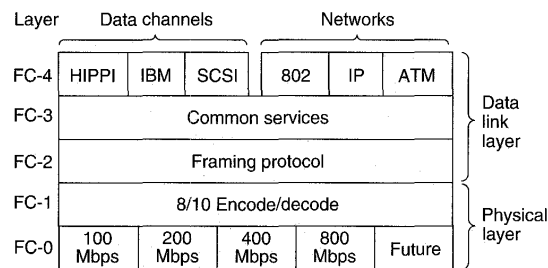 Layer Data channels Networks
FC-4 HIPPI IBM SCSI 802 IP ATM
FC-3 Common services
Data link layer
FC-2 Framing protocol
FC-1 8/10 Encode/decode
Physical layer
FC-0 100 Mbps 200 Mbps 400 Mbps 800 Mbps Future